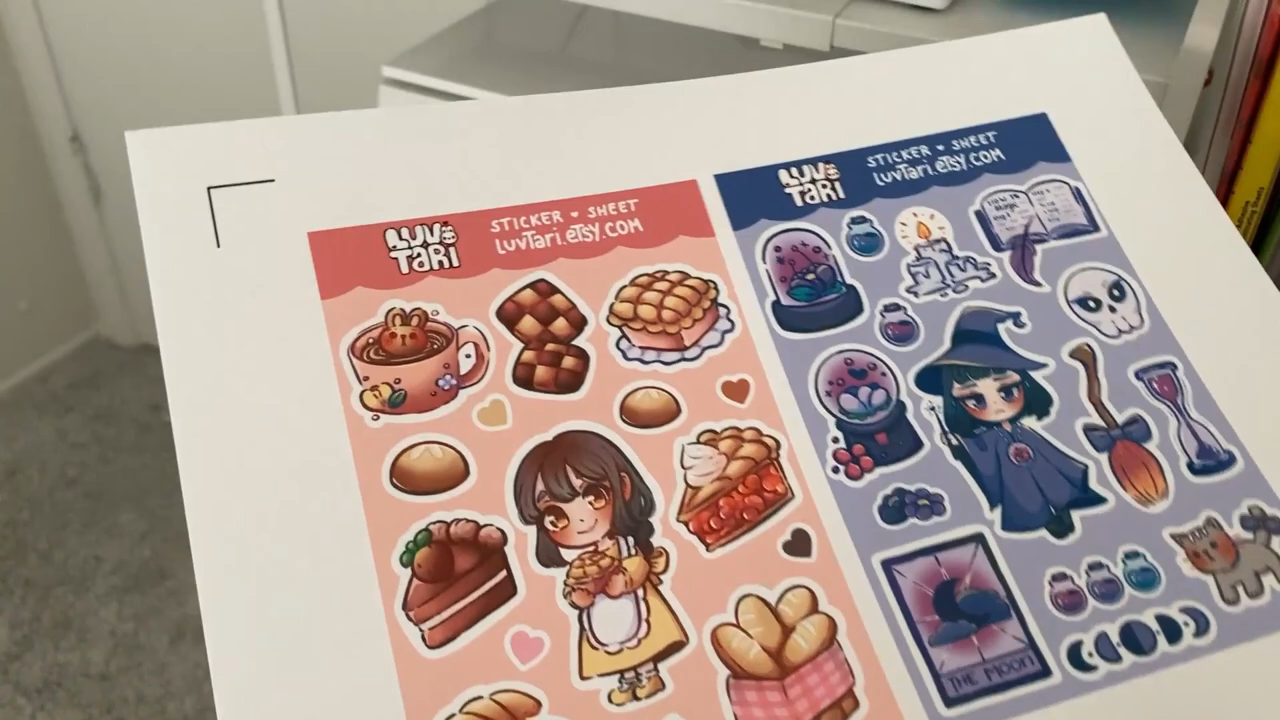 LUV
TARI
STICKER ♥ SHEET
LUVTARI.ETSY.COM
LUV
TARI
STICKER ♥ SHEET
LUVTARI.ETSY.COM
THE MOON